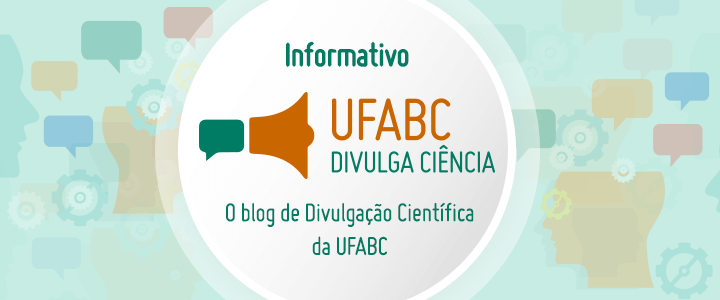 Informativo
UFABC
DIVULGA CIÊNCIA
O blog de Divulgação Científica
da UFABC